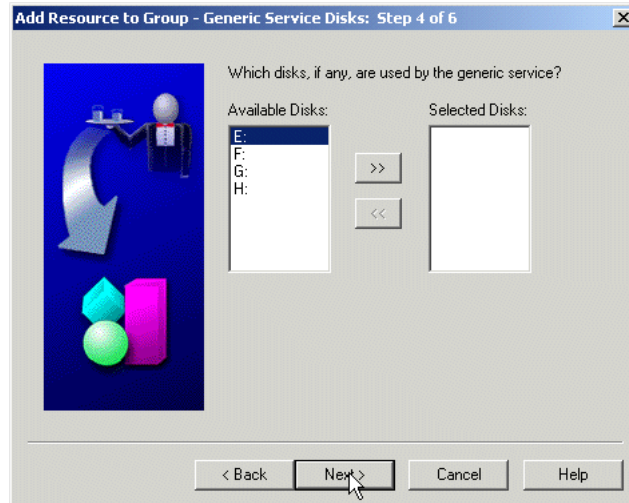 Add Resource to Group - Generic Service Disks: Step 4 of 6
Which disks, if any, are used by the generic service?
Available Disks:
Selected Disks:
E:
F:
G:
H:
>>
<<
< Back
Next >
Cancel
Help